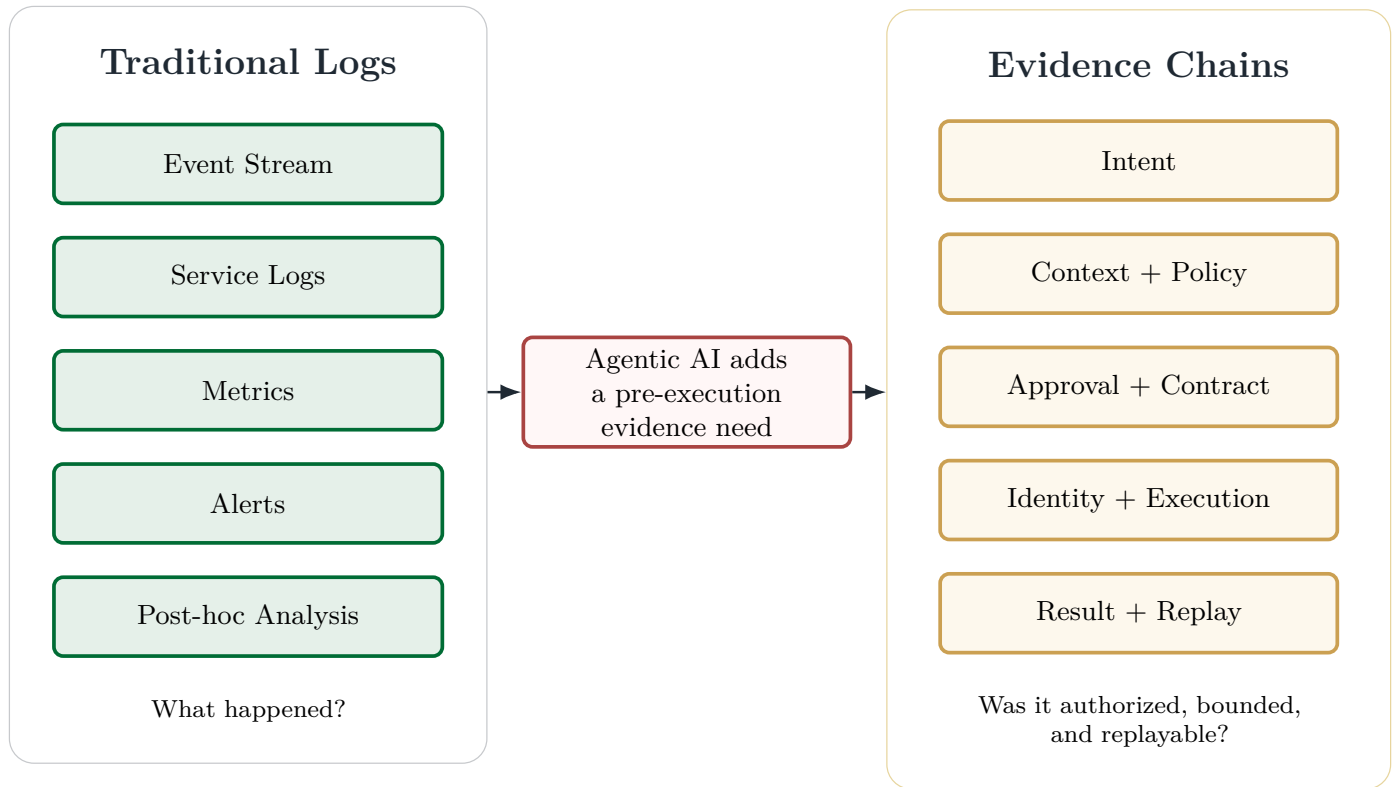 Traditional Logs
Event Stream
Service Logs
Metrics
Alerts
Post-hoc Analysis
What happened?
Agentic AI adds
a pre-execution
evidence need
Evidence Chains
Intent
Context + Policy
Approval + Contract
Identity + Execution
Result + Replay
Was it authorized, bounded,
and replayable?